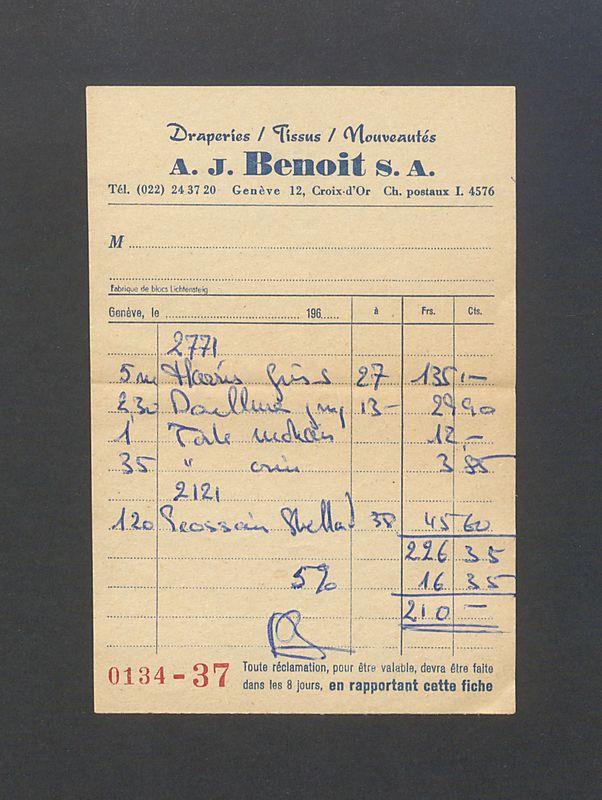 Draperies / Tissus / Nouveautés
A. J. Benoit S. A.
Tél. (022) 24 37 20 Genève 12, Croix-d'Or Ch. postaux I. 4576
M
Fabrique de blocs Lichtensteig
Genève, le 196 à Frs. Cts.
2771
5 m 27 135.–
2,30 13– 29 90
1 12.–
35 " crin 3 85
2121
120 38 45 60
226 35
5% 16 35
210 –
0134-37
Toute réclamation, pour être valable, devra être faite
dans les 8 jours, en rapportant cette fiche